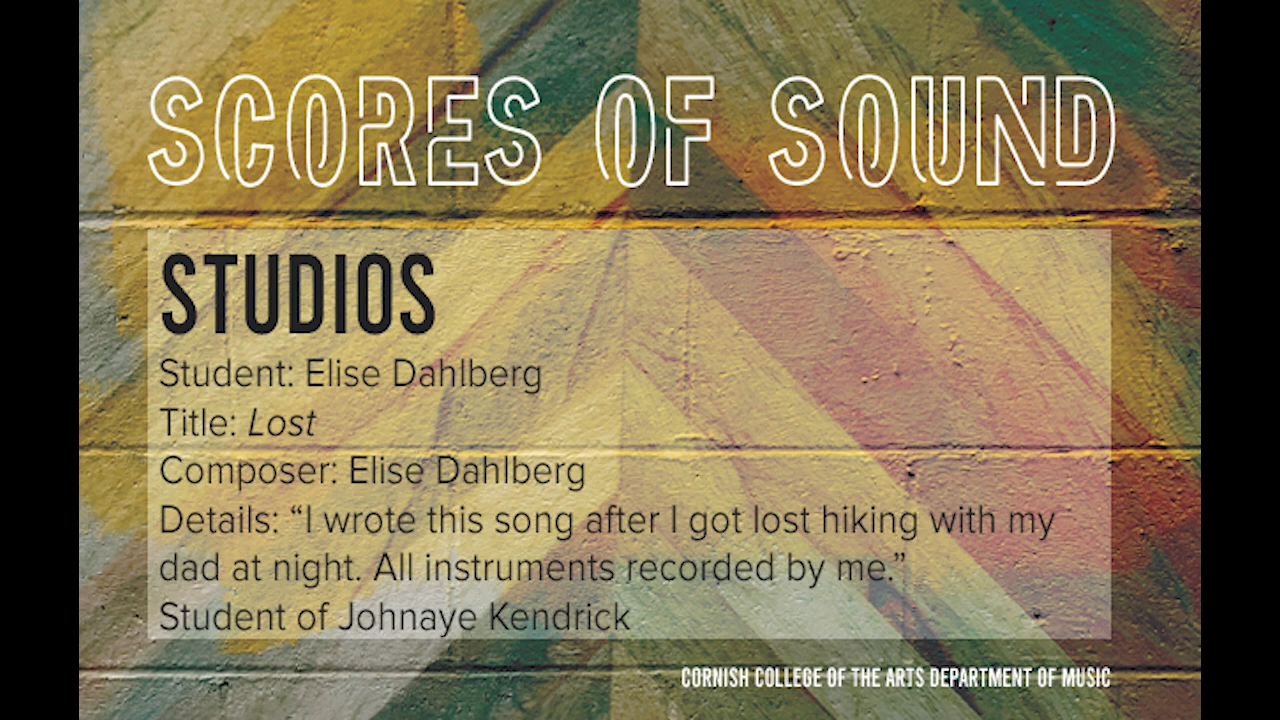 SCORES OF SOUND
STUDIOS
Student: Elise Dahlberg
Title: Lost
Composer: Elise Dahlberg
Details: “I wrote this song after I got lost hiking with my
dad at night. All instruments recorded by me.”
Student of Johnaye Kendrick
CORNISH COLLEGE OF THE ARTS DEPARTMENT OF MUSIC